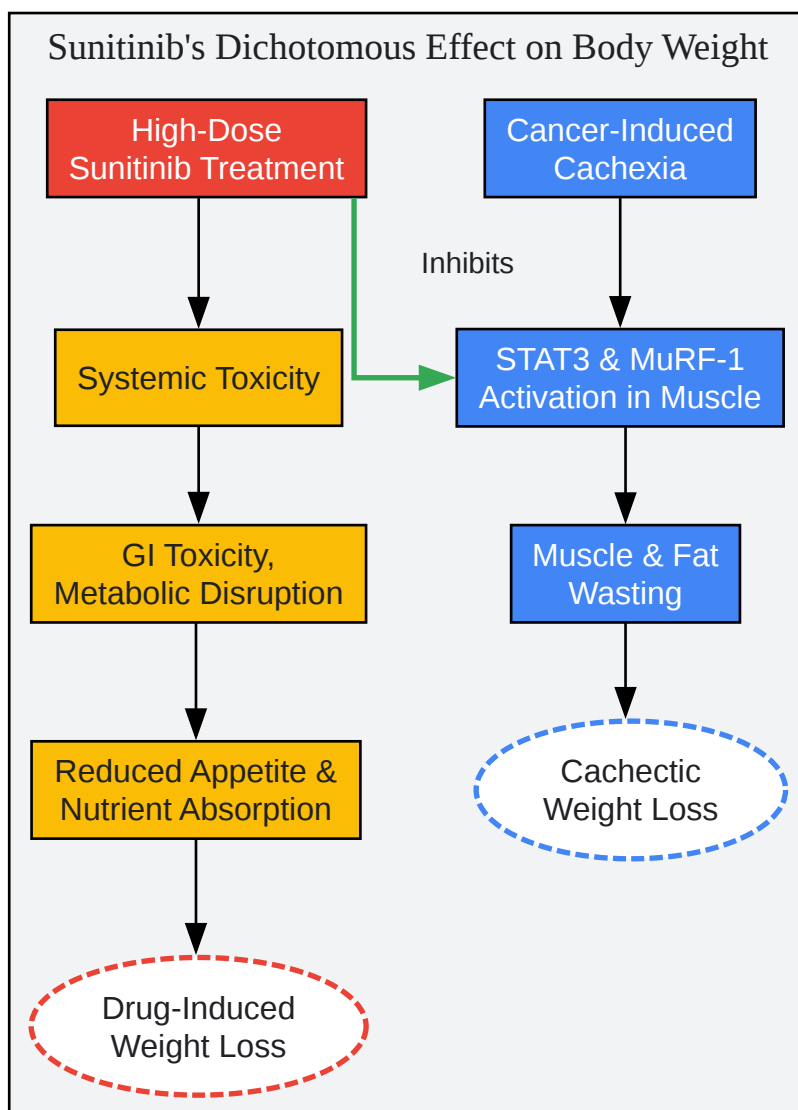 Sunitinib's Dichotomous Effect on Body Weight
High-Dose
Sunitinib Treatment
Cancer-Induced
Cachexia
Inhibits
Systemic Toxicity
STAT3 & MuRF-1
Activation in Muscle
GI Toxicity,
Metabolic Disruption
Muscle & Fat
Wasting
Reduced Appetite &
Nutrient Absorption
Cachectic
Weight Loss
Drug-Induced
Weight Loss